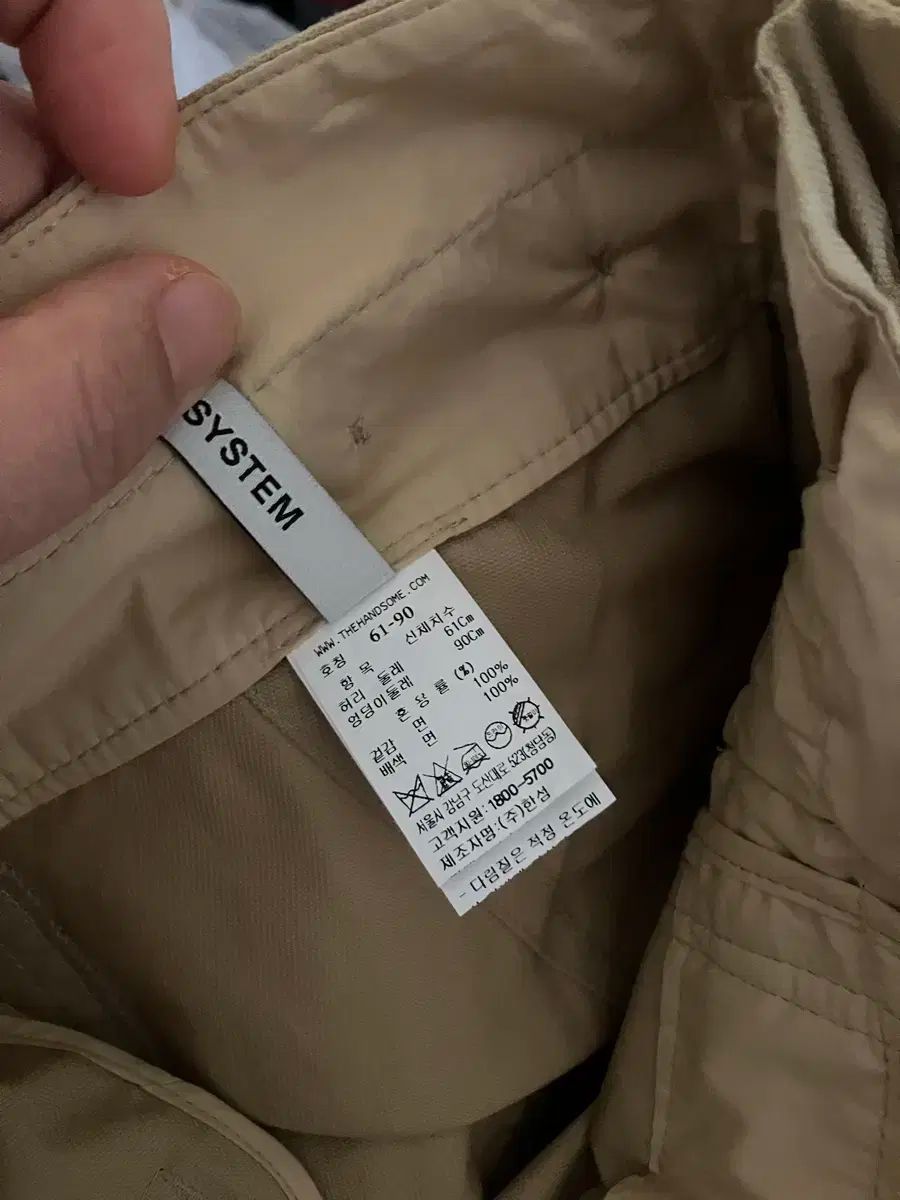 SYSTEM
WWW.THEHANDSOME.COM
호칭 61-90
항 목 신체치수
허리 둘레 61Cm
엉덩이둘레 90Cm
혼 용 률 (%)
겉감 면 100%
배색 면 100%
서울시 강남구 도산대로 523(청담동)
고객지원:1800-5700
제조자명:(주)한섬
- 다림질은 적정 온도에